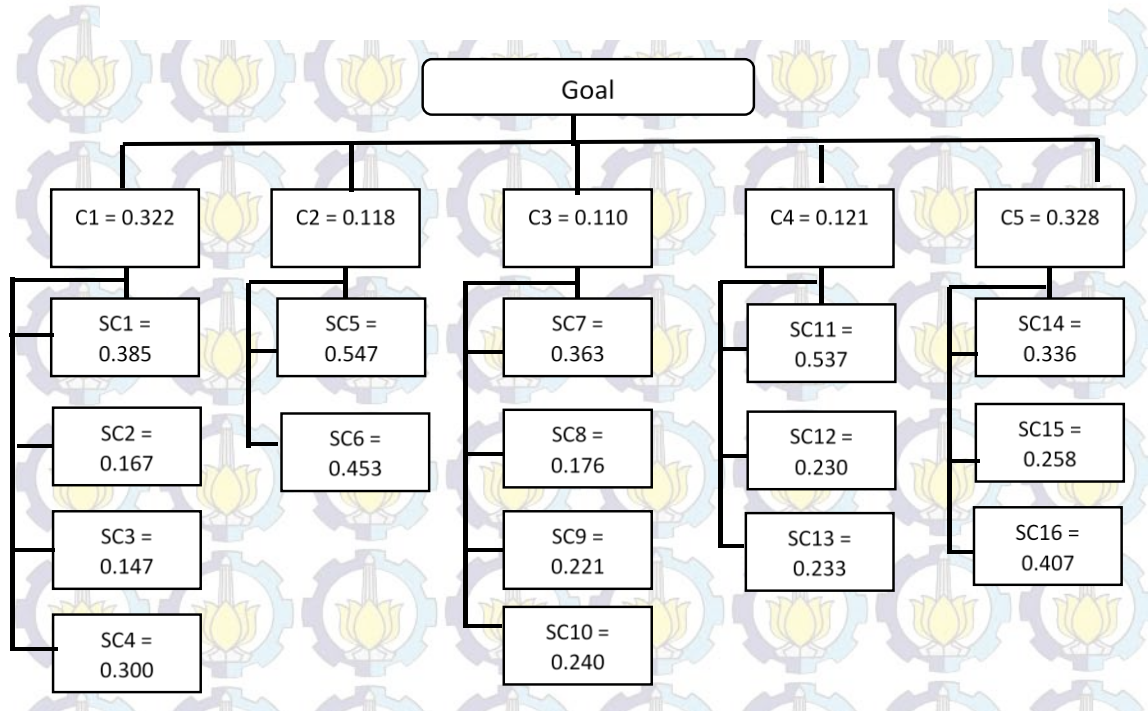 Goal
C1 = 0.322
C2 = 0.118
C3 = 0.110
C4 = 0.121
C5 = 0.328
SC1 =
0.385
SC5 =
0.547
SC7 =
0.363
SC11 =
0.537
SC14 =
0.336
SC2 =
0.167
SC6 =
0.453
SC8 =
0.176
SC12 =
0.230
SC15 =
0.258
SC3 =
0.147
SC9 =
0.221
SC13 =
0.233
SC16 =
0.407
SC4 =
0.300
SC10 =
0.240